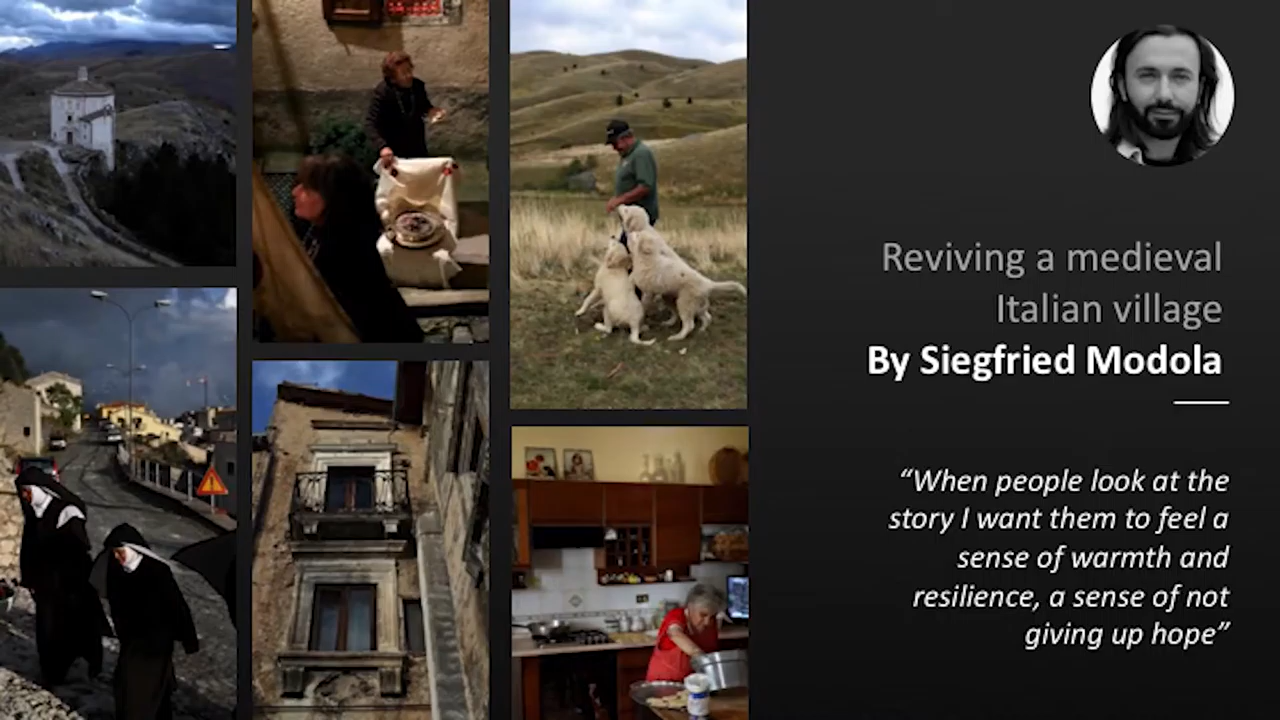 Reviving a medieval
Italian village
By Siegfried Modola
“When people look at the
story I want them to feel a
sense of warmth and
resilience, a sense of not
giving up hope”